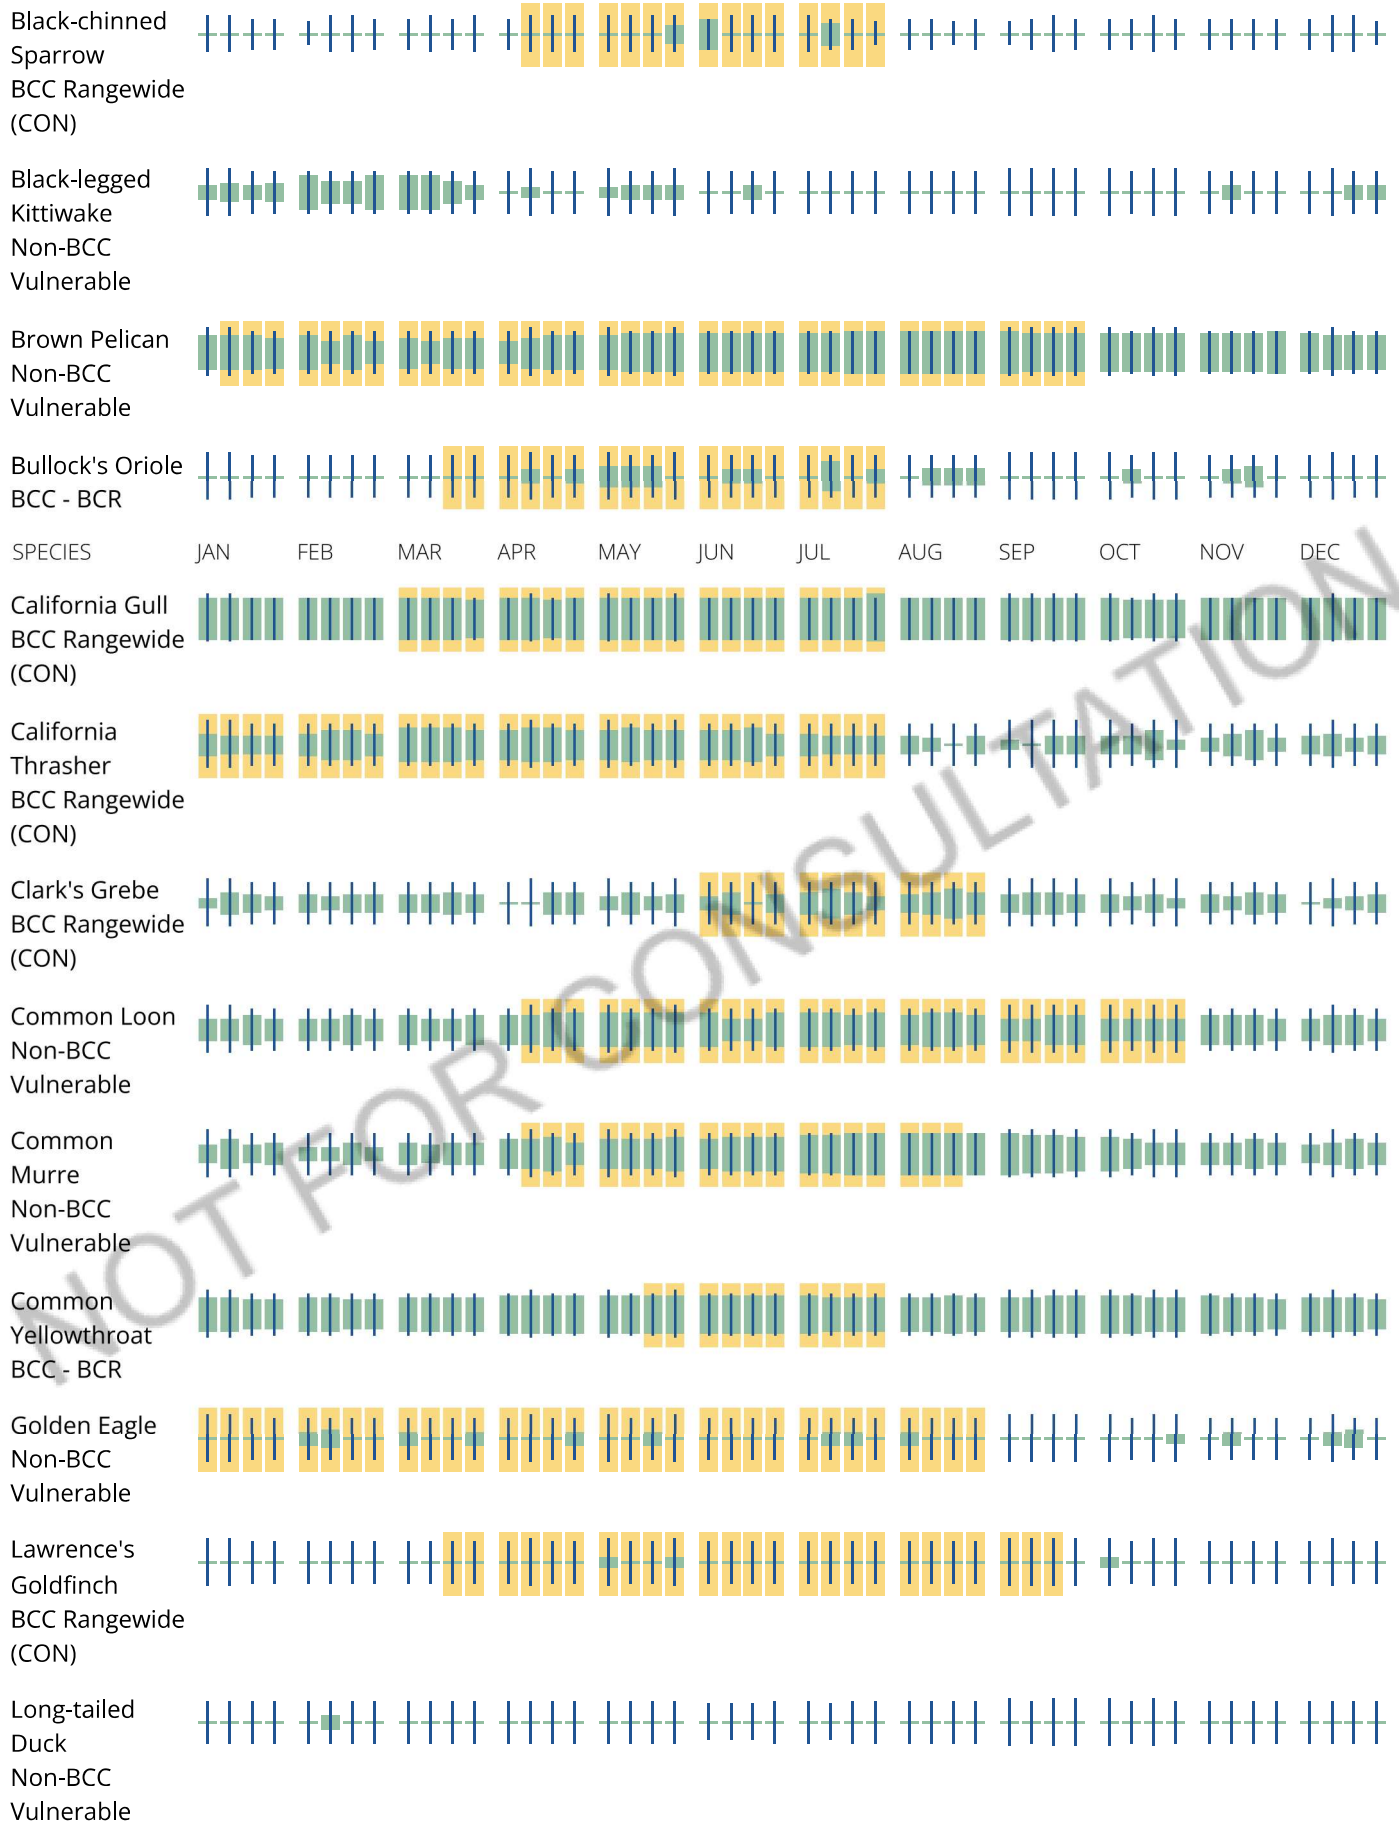 Black-chinned
Sparrow
BCC Rangewide
(CON)
Black-legged
Kittiwake
Non-BCC
Vulnerable
Brown Pelican
Non-BCC
Vulnerable
Bullock's Oriole
BCC - BCR
SPECIES JAN FEB MAR APR MAY JUN JUL AUG SEP OCT NOV DEC
California Gull
BCC Rangewide
(CON)
California
Thrasher
BCC Rangewide
(CON)
Clark's Grebe
BCC Rangewide
(CON)
Common Loon
Non-BCC
Vulnerable
Common
Murre
Non-BCC
Vulnerable
Common
Yellowthroat
BCC - BCR
Golden Eagle
Non-BCC
Vulnerable
Lawrence's
Goldfinch
BCC Rangewide
(CON)
Long-tailed
Duck
Non-BCC
Vulnerable
NOT FOR CONSULTATION